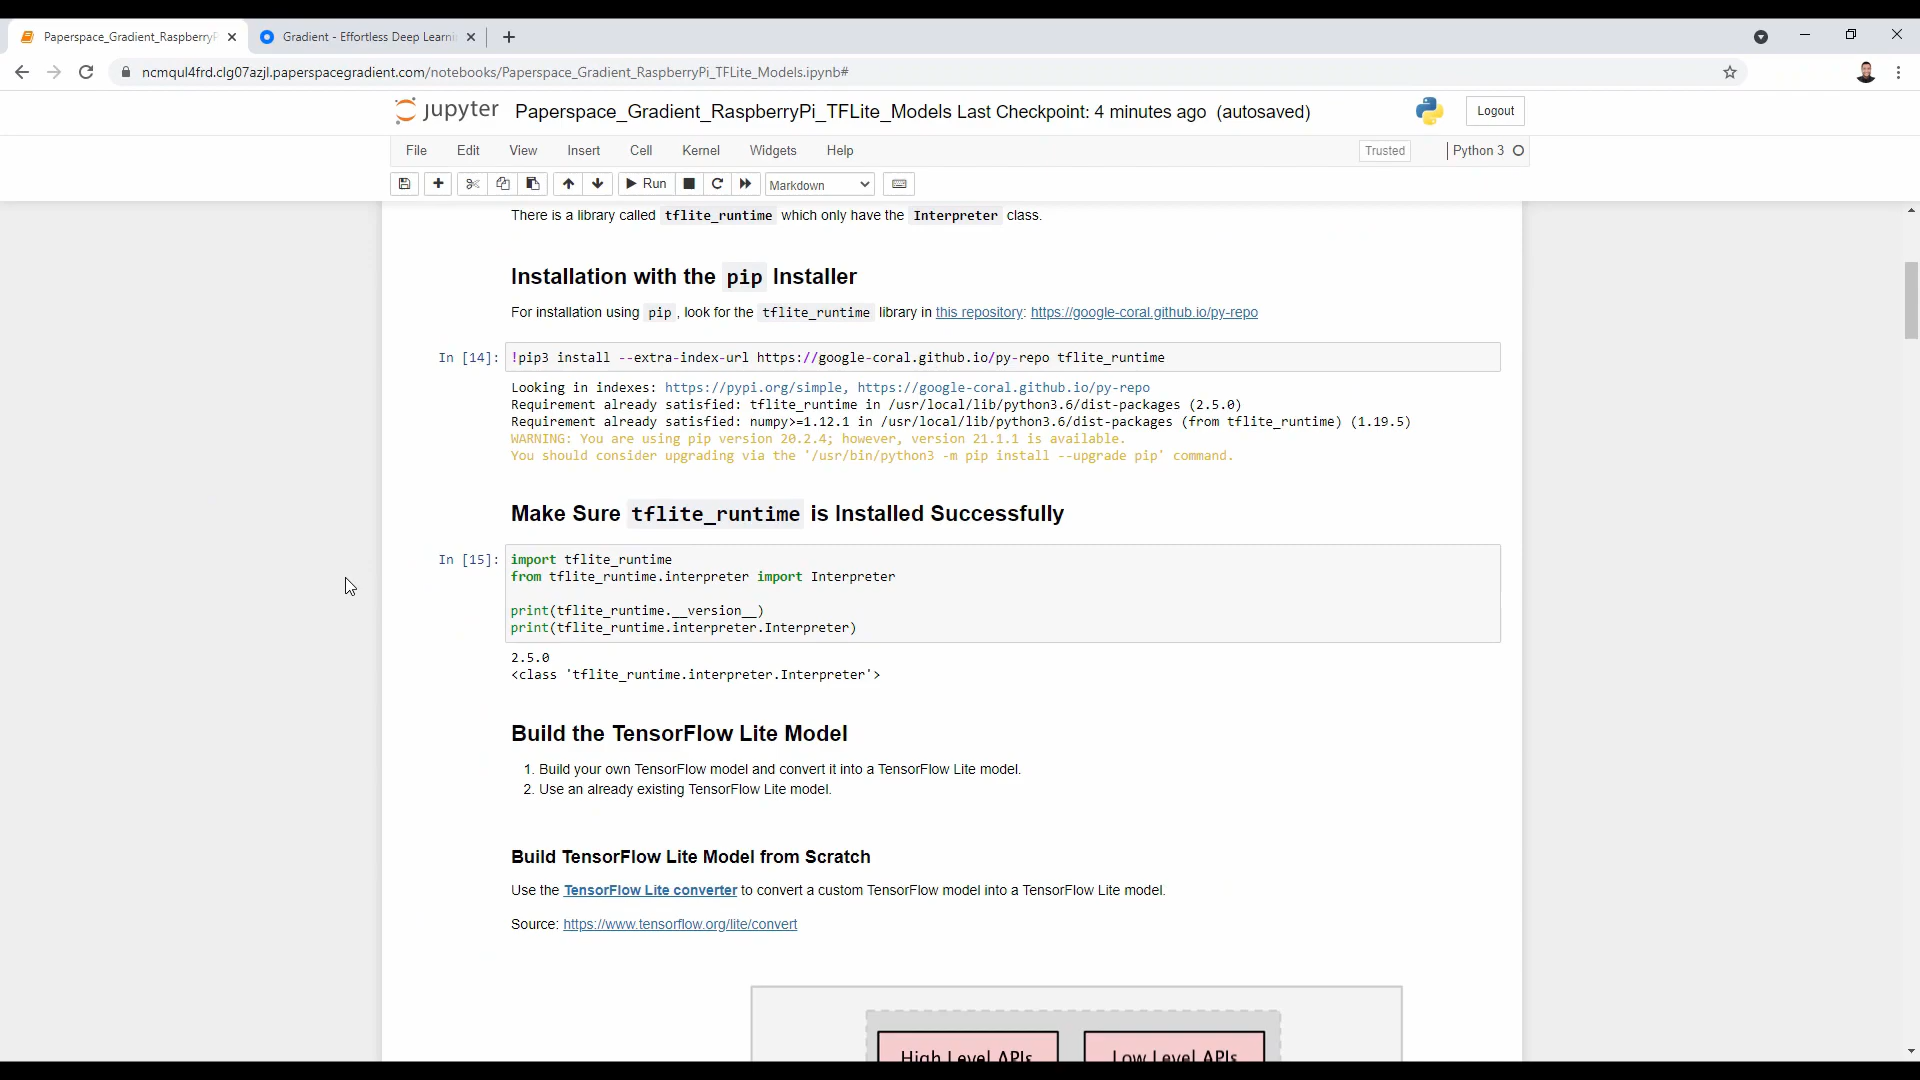 Paperspace_Gradient_RaspberryP
Gradient - Effortless Deep Learni
ncmqul4frd.clg07azjl.paperspacegradient.com/notebooks/Paperspace_Gradient_RaspberryPi_TFLite_Models.ipynb#
jupyter Paperspace_Gradient_RaspberryPi_TFLite_Models Last Checkpoint: 4 minutes ago (autosaved) Logout
File Edit View Insert Cell Kernel Widgets Help Trusted Python 3
Run Markdown
There is a library called tflite_runtime which only have the Interpreter class.
Installation with the pip Installer
For installation using pip, look for the tflite_runtime library in this repository: https://google-coral.github.io/py-repo
In [14]: !pip3 install --extra-index-url https://google-coral.github.io/py-repo tflite_runtime
Looking in indexes: https://pypi.org/simple, https://google-coral.github.io/py-repo
Requirement already satisfied: tflite_runtime in /usr/local/lib/python3.6/dist-packages (2.5.0)
Requirement already satisfied: numpy>=1.12.1 in /usr/local/lib/python3.6/dist-packages (from tflite_runtime) (1.19.5)
WARNING: You are using pip version 20.2.4; however, version 21.1.1 is available.
You should consider upgrading via the '/usr/bin/python3 -m pip install --upgrade pip' command.
Make Sure tflite_runtime is Installed Successfully
In [15]: import tflite_runtime
from tflite_runtime.interpreter import Interpreter
print(tflite_runtime.__version__)
print(tflite_runtime.interpreter.Interpreter)
2.5.0
<class 'tflite_runtime.interpreter.Interpreter'>
Build the TensorFlow Lite Model
1. Build your own TensorFlow model and convert it into a TensorFlow Lite model.
2. Use an already existing TensorFlow Lite model.
Build TensorFlow Lite Model from Scratch
Use the TensorFlow Lite converter to convert a custom TensorFlow model into a TensorFlow Lite model.
Source: https://www.tensorflow.org/lite/convert
High Level APIs Low Level APIs